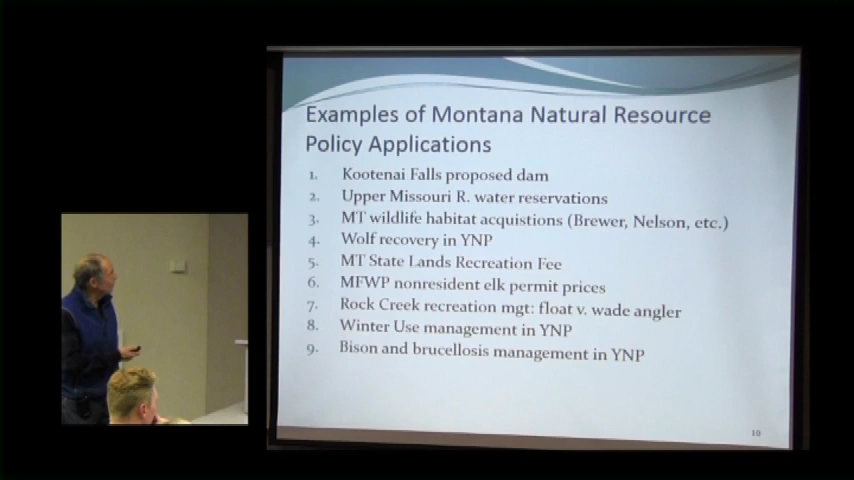 Examples of Montana Natural Resource
Policy Applications
1. Kootenai Falls proposed dam
2. Upper Missouri R. water reservations
3. MT wildlife habitat acquistions (Brewer, Nelson, etc.)
4. Wolf recovery in YNP
5. MT State Lands Recreation Fee
6. MFWP nonresident elk permit prices
7. Rock Creek recreation mgt: float v. wade angler
8. Winter Use management in YNP
9. Bison and brucellosis management in YNP
10